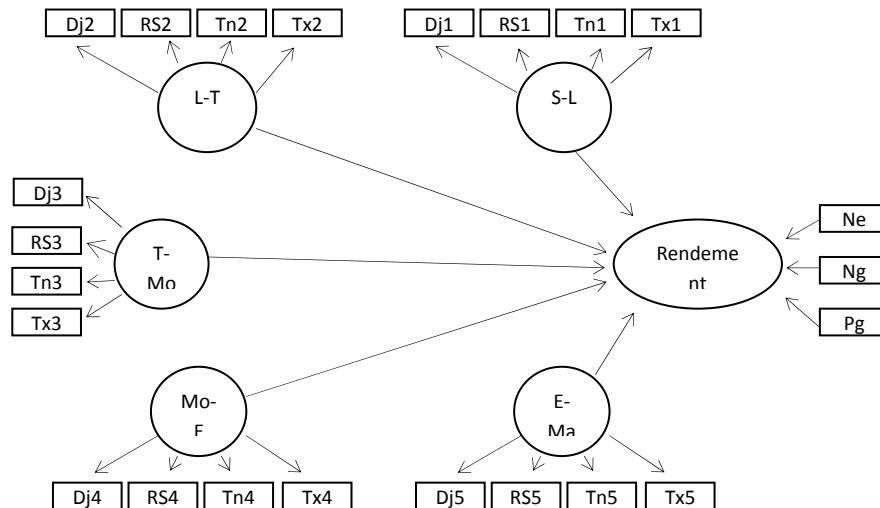 Dj2 RS2 Tn2 Tx2
Dj1 RS1 Tn1 Tx1
L-T
S-L
Dj3
RS3
Tn3
Tx3
T-
Mo
Rendeme
nt
Ne
Ng
Pg
Mo-
E-
Ma
Dj4 RS4 Tn4 Tx4
Dj5 RS5 Tn5 Tx5